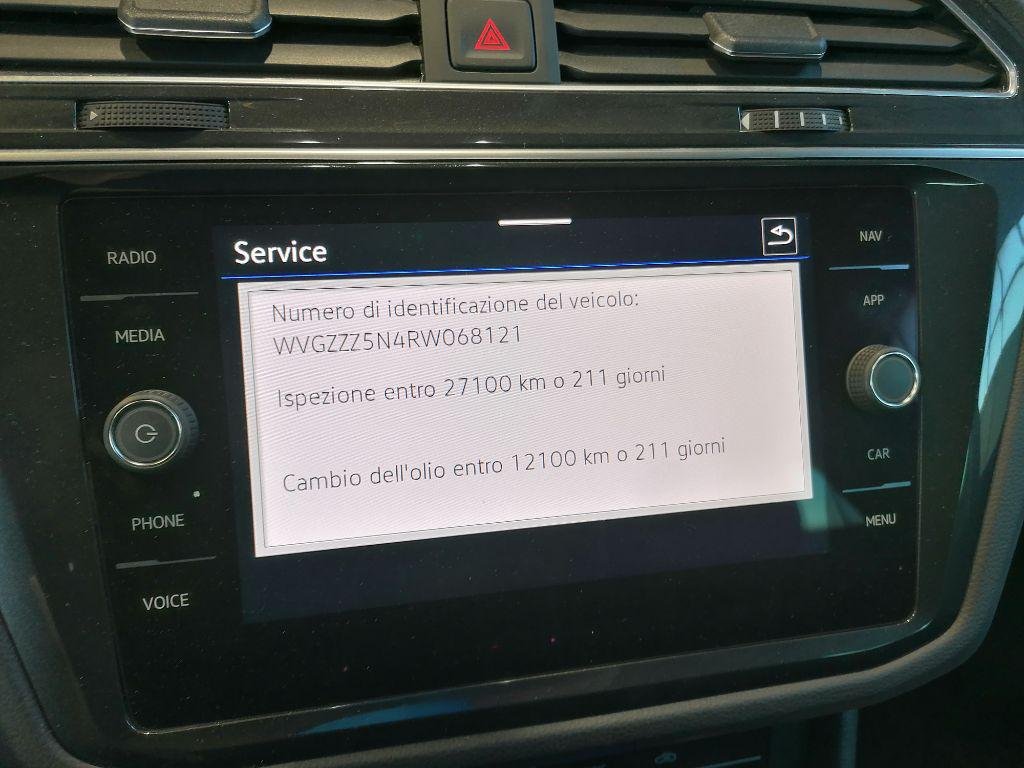 Service
RADIO
MEDIA
PHONE
VOICE
Numero di identificazione del veicolo:
WVGZZZ5N4RW068121
Ispezione entro 27100 km o 211 giorni
Cambio dell'olio entro 12100 km o 211 giorni
NAV
APP
CAR
MENU